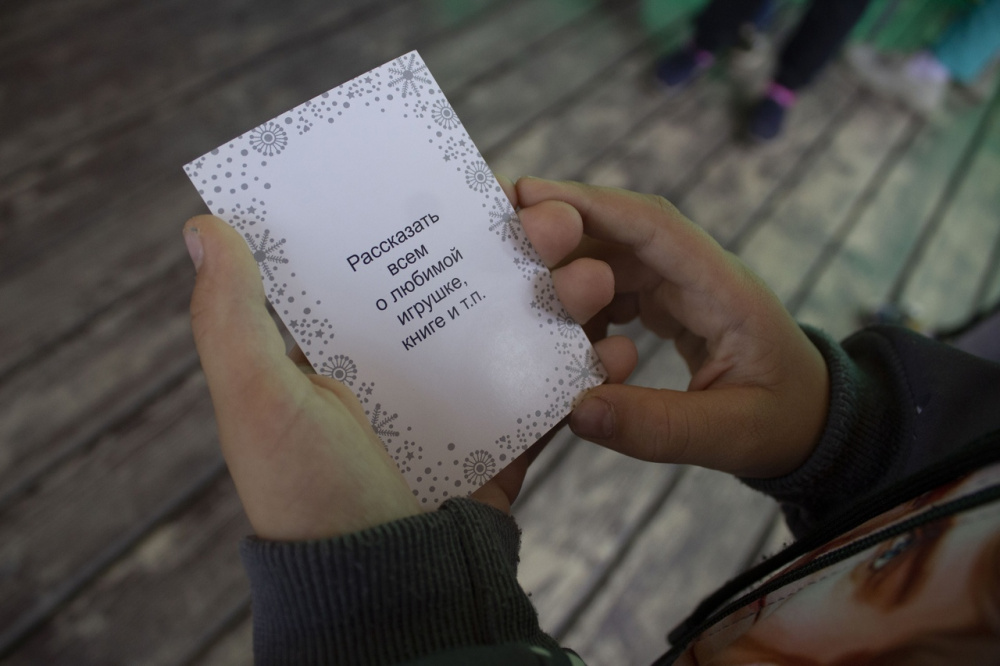 Рассказать
всем
о любимой
игрушке,
книге и т.п.